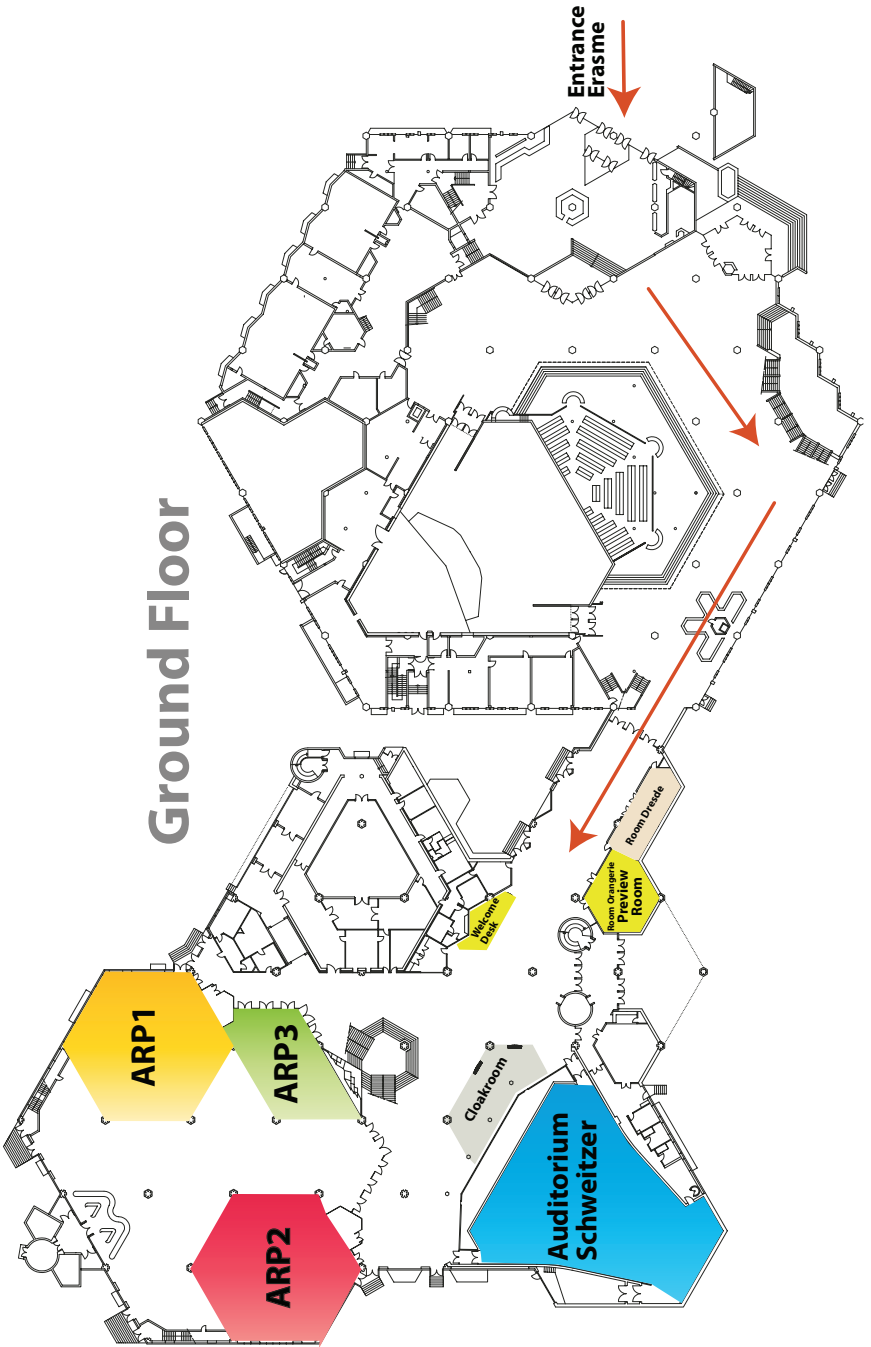 Ground Floor
Entrance
Erasme
ARP1
ARP3
ARP2
Welcome
Desk
Cloakroom
Auditorium
Schweitzer
Room Orangerie
Preview
Room
Room Dresde